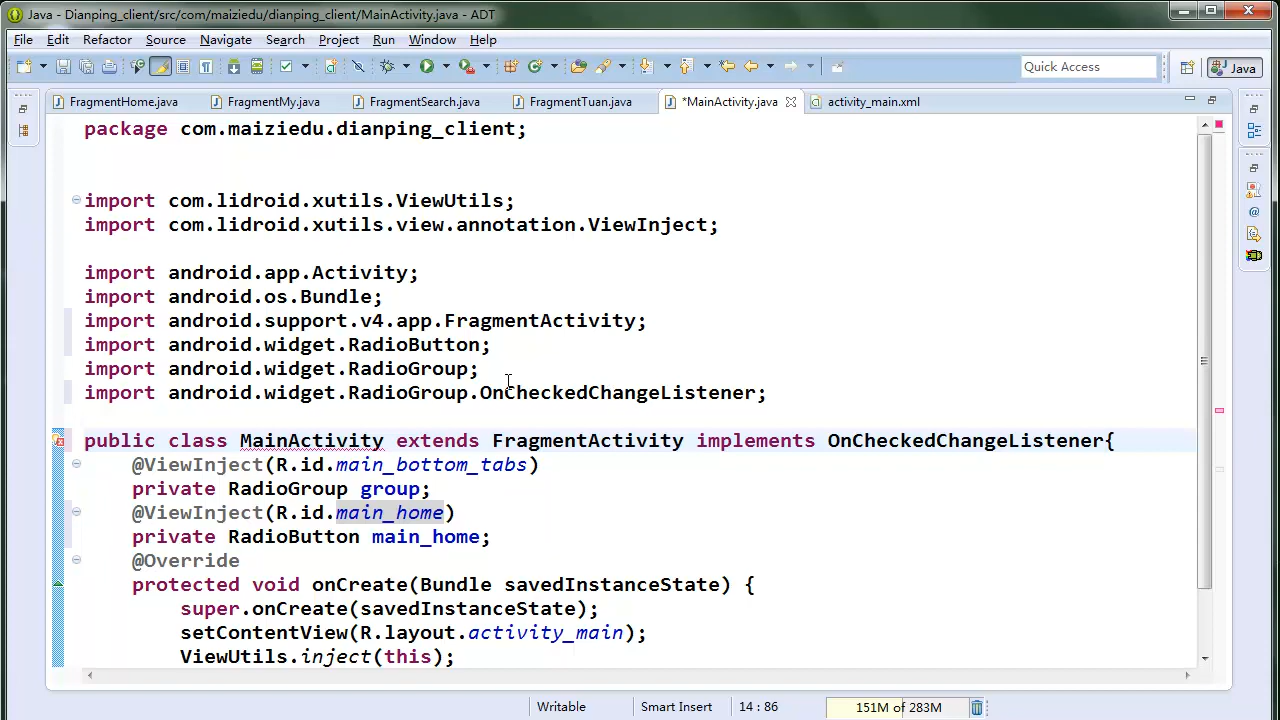 Java - Dianping_client/src/com/maiziedu/dianping_client/MainActivity.java - ADT
File Edit Refactor Source Navigate Search Project Run Window Help
Quick Access
Java
FragmentHome.java
FragmentMy.java
FragmentSearch.java
FragmentTuan.java
*MainActivity.java
activity_main.xml
package com.maiziedu.dianping_client;
import com.lidroid.xutils.ViewUtils;
import com.lidroid.xutils.view.annotation.ViewInject;
import android.app.Activity;
import android.os.Bundle;
import android.support.v4.app.FragmentActivity;
import android.widget.RadioButton;
import android.widget.RadioGroup;
import android.widget.RadioGroup.OnCheckedChangeListener;
public class MainActivity extends FragmentActivity implements OnCheckedChangeListener{
@ViewInject(R.id.main_bottom_tabs)
private RadioGroup group;
@ViewInject(R.id.main_home)
private RadioButton main_home;
@Override
protected void onCreate(Bundle savedInstanceState) {
super.onCreate(savedInstanceState);
setContentView(R.layout.activity_main);
ViewUtils.inject(this);
Writable
Smart Insert
14 : 86
151M of 283M